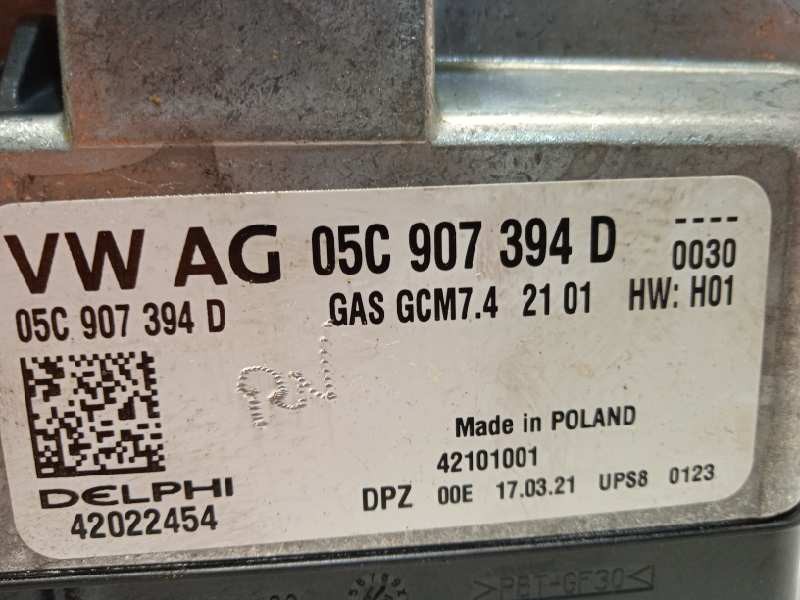 VW AG 05C 907 394 D ----
0030
05C 907 394 D GAS GCM7.4 21 01 HW: H01
Made in POLAND
42101001
DELPHI
42022454
DPZ 00E 17.03.21 UPS8 0123
>PBT-GF30<